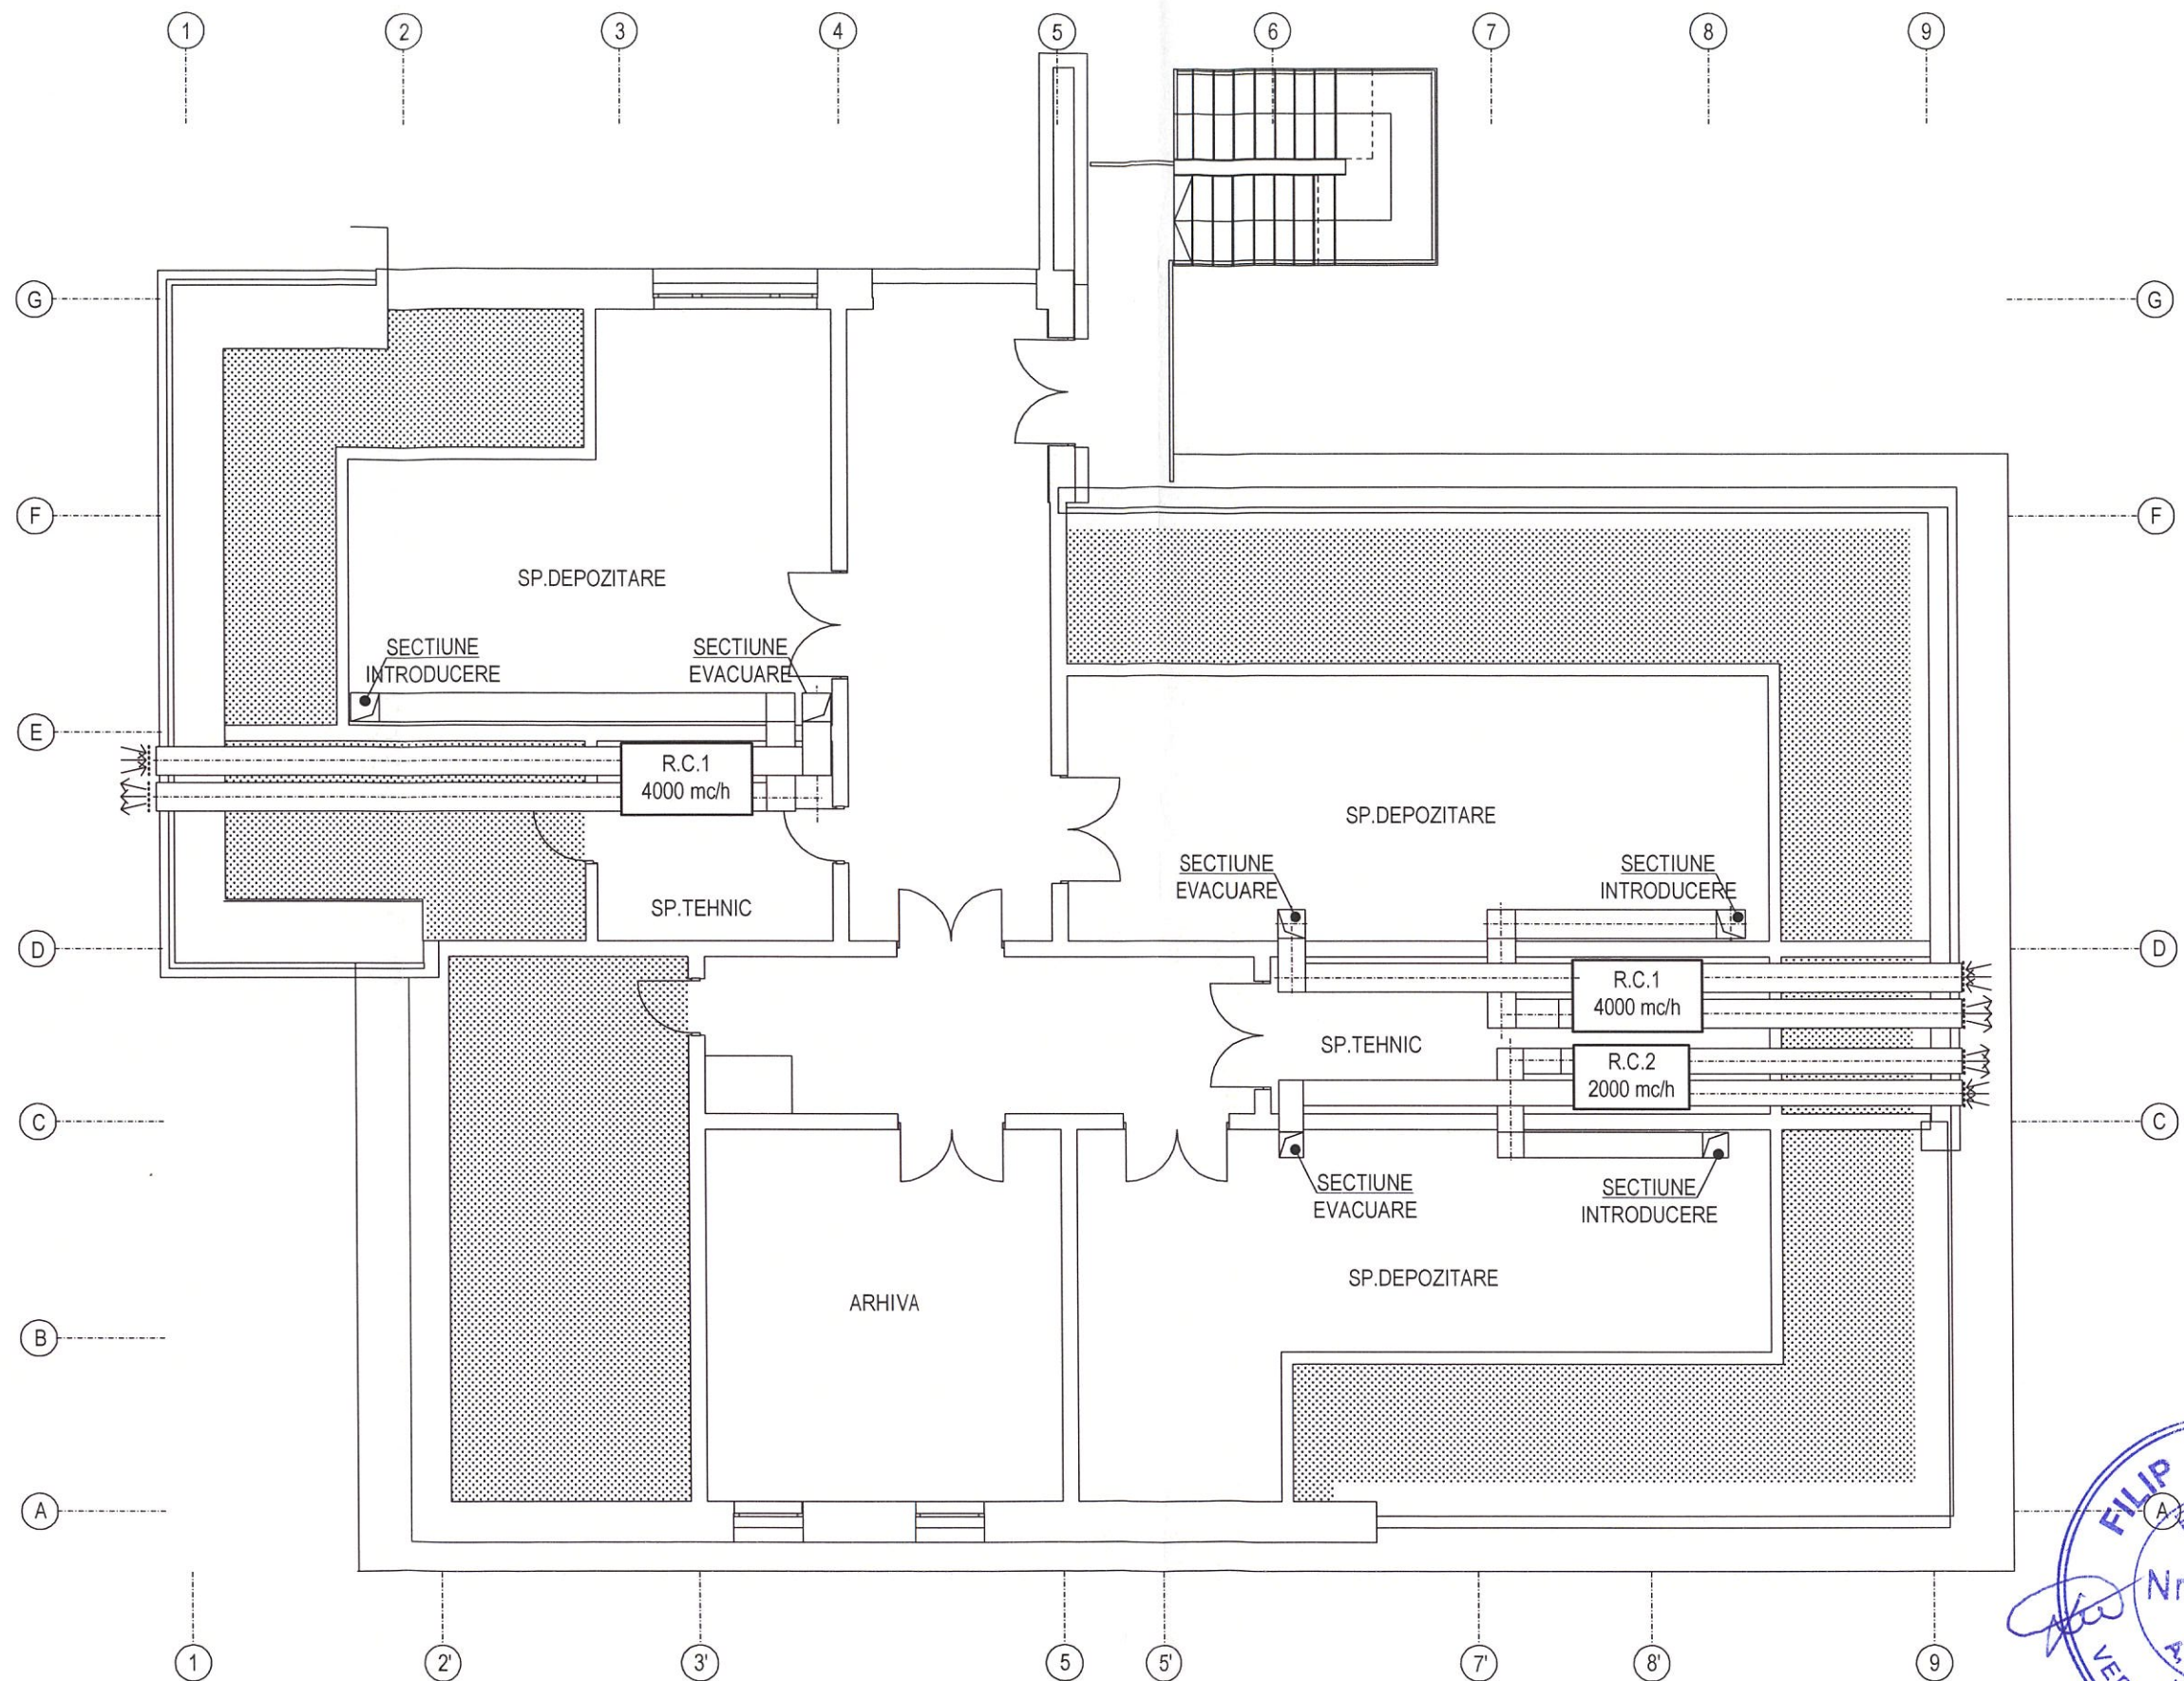 1 2 3 4 5 6 7 8 9
G G
F F
SP.DEPOZITARE
SECTIUNE
INTRODUCERE
SECTIUNE
EVACUARE
E
R.C.1
4000 mc/h
SP.TEHNIC
SP.DEPOZITARE
SECTIUNE
EVACUARE
SECTIUNE
INTRODUCERE
D D
R.C.1
4000 mc/h
SP.TEHNIC
R.C.2
2000 mc/h
C C
SECTIUNE
EVACUARE
SECTIUNE
INTRODUCERE
SP.DEPOZITARE
ARHIVA
B
A A
FILIP
1 2' 3' 5 5' 7' 8' 9